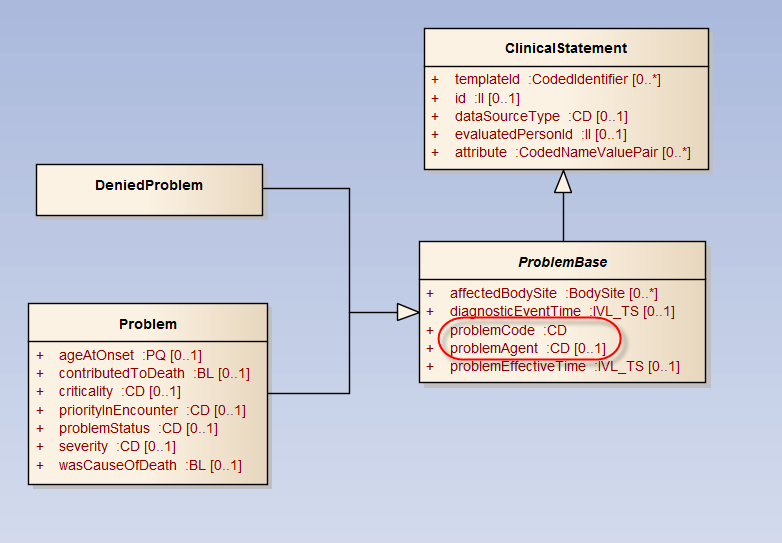 ClinicalStatement
+ templateId :CodedIdentifier [0..*]
+ id :II [0..1]
+ dataSourceType :CD [0..1]
+ evaluatedPersonId :II [0..1]
+ attribute :CodedNameValuePair [0..*]
DeniedProblem
ProblemBase
+ affectedBodySite :BodySite [0..*]
+ diagnosticEventTime :IVL_TS [0..1]
+ problemCode :CD
+ problemAgent :CD [0..1]
+ problemEffectiveTime :IVL_TS [0..1]
Problem
+ ageAtOnset :PQ [0..1]
+ contributedToDeath :BL [0..1]
+ criticality :CD [0..1]
+ priorityInEncounter :CD [0..1]
+ problemStatus :CD [0..1]
+ severity :CD [0..1]
+ wasCauseOfDeath :BL [0..1]